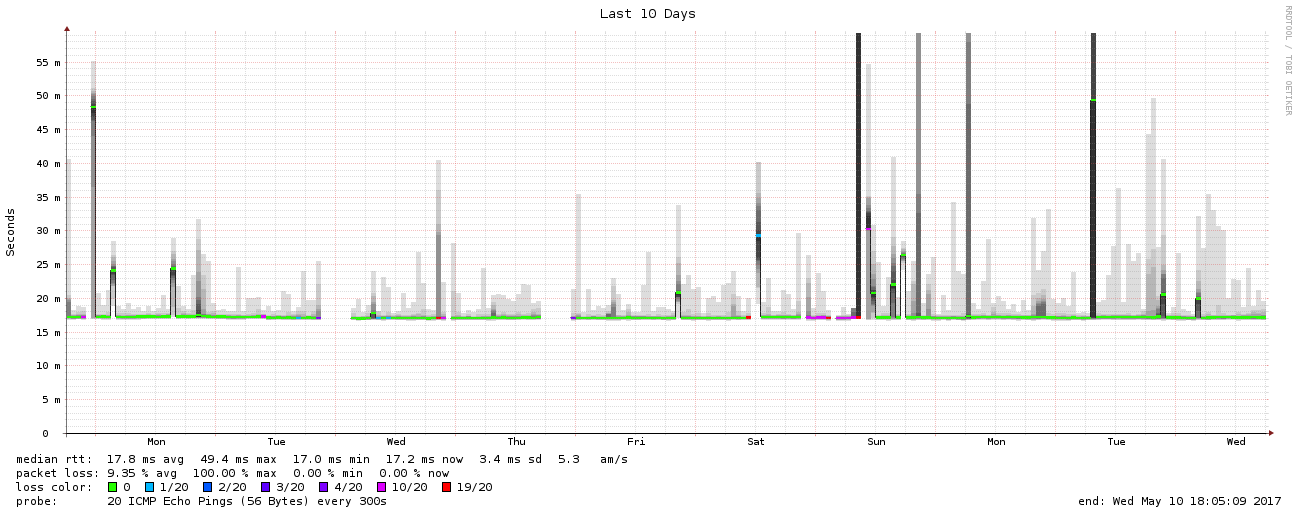 Last 10 Days
RRDTOOL / TOBI OETIKER
Seconds
55 m
50 m
45 m
40 m
35 m
30 m
25 m
20 m
15 m
10 m
5 m
0
Mon Tue Wed Thu Fri Sat Sun Mon Tue Wed
median rtt: 17.8 ms avg 49.4 ms max 17.0 ms min 17.2 ms now 3.4 ms sd 5.3 am/s
packet loss: 9.35 % avg 100.00 % max 0.00 % min 0.00 % now
loss color: 0 1/20 2/20 3/20 4/20 10/20 19/20
probe: 20 ICMP Echo Pings (56 Bytes) every 300s end: Wed May 10 18:05:09 2017